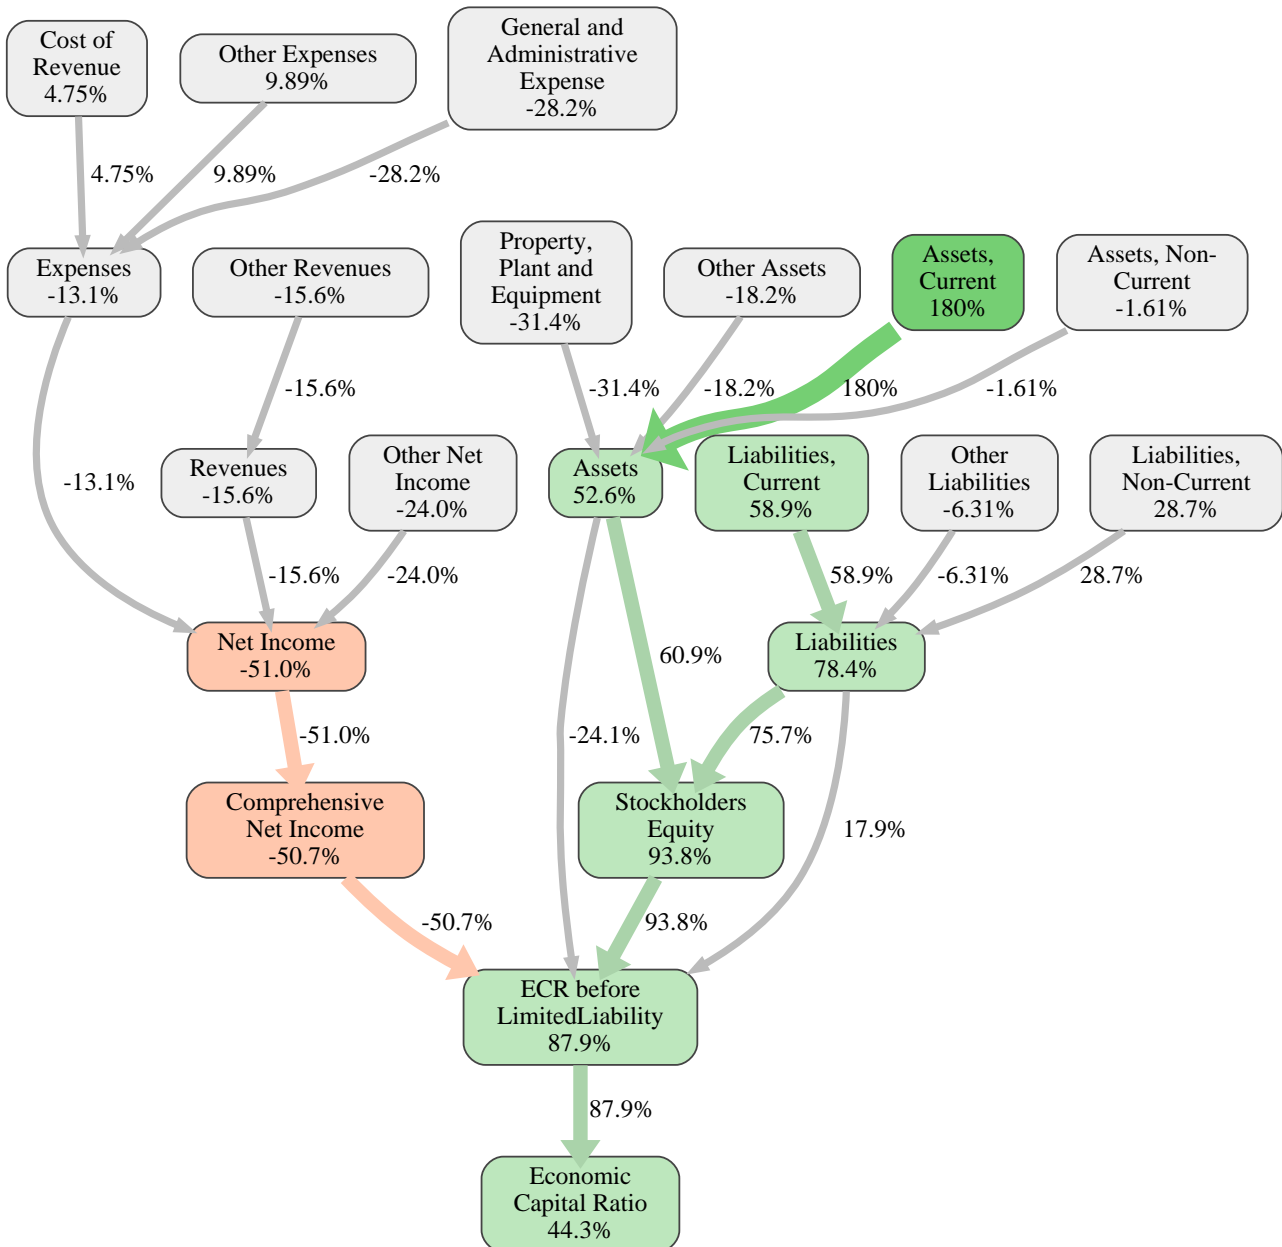 Cost of
Revenue
4.75%
Other Expenses
9.89%
General and
Administrative
Expense
-28.2%
4.75%
9.89%
-28.2%
Expenses
-13.1%
Other Revenues
-15.6%
Property,
Plant and
Equipment
-31.4%
Other Assets
-18.2%
Assets,
Current
180%
Assets, Non-
Current
-1.61%
-15.6%
-31.4%
-18.2%
180%
-1.61%
-13.1%
Revenues
-15.6%
Other Net
Income
-24.0%
Assets
52.6%
Liabilities,
Current
58.9%
Other
Liabilities
-6.31%
Liabilities,
Non-Current
28.7%
-15.6%
-24.0%
58.9%
-6.31%
28.7%
Net Income
-51.0%
60.9%
Liabilities
78.4%
-51.0%
-24.1%
75.7%
Comprehensive
Net Income
-50.7%
Stockholders
Equity
93.8%
17.9%
-50.7%
93.8%
ECR before
LimitedLiability
87.9%
87.9%
Economic
Capital Ratio
44.3%